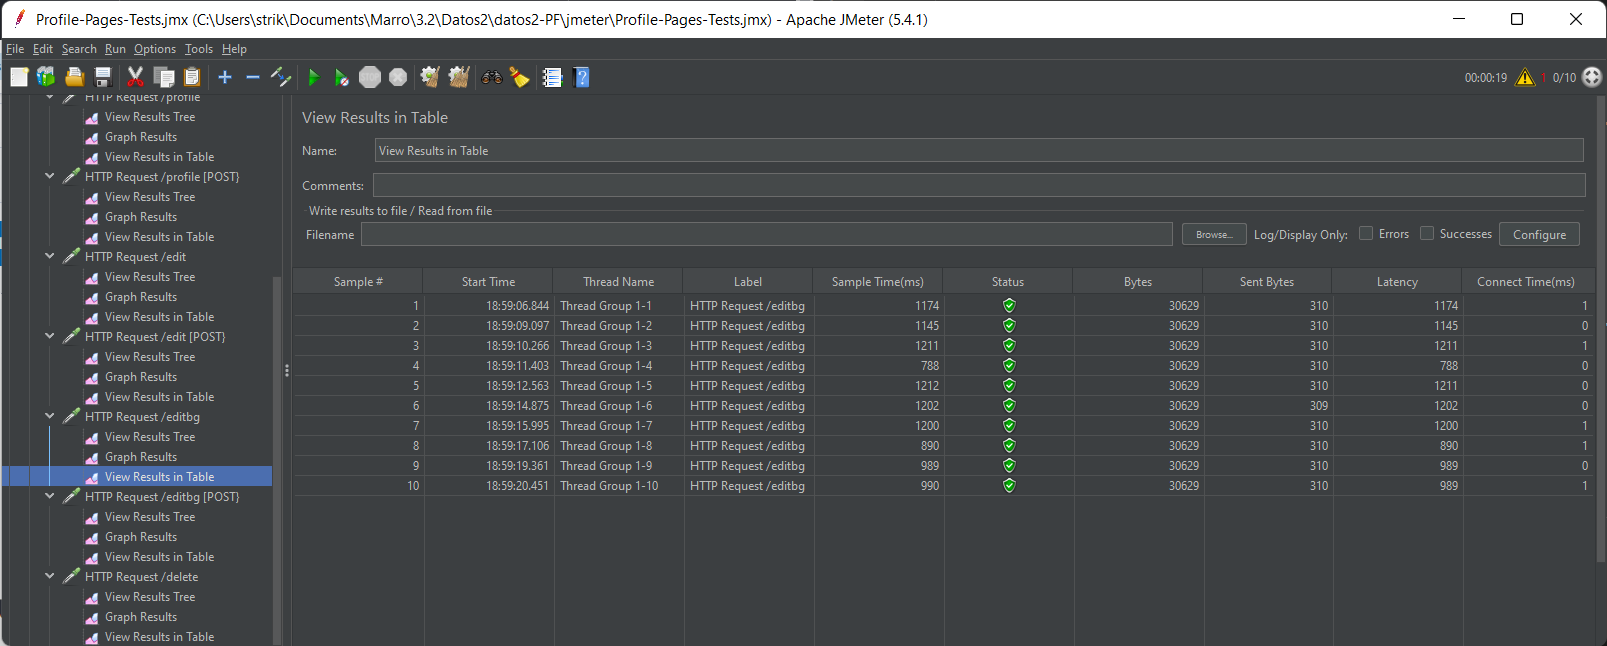 Profile-Pages-Tests.jmx (C:\Users\strik\Documents\Marro\3.2\Datos2\datos2-PF\jmeter\Profile-Pages-Tests.jmx) - Apache JMeter (5.4.1)
File Edit Search Run Options Tools Help
STOP 00:00:19 1 0/10
HTTP Request /profile
View Results Tree
Graph Results
View Results in Table
HTTP Request /profile [POST}
View Results Tree
Graph Results
View Results in Table
HTTP Request /edit
View Results Tree
Graph Results
View Results in Table
HTTP Request /edit [POST}
View Results Tree
Graph Results
View Results in Table
HTTP Request /editbg
View Results Tree
Graph Results
View Results in Table
HTTP Request /editbg [POST}
View Results Tree
Graph Results
View Results in Table
HTTP Request /delete
View Results Tree
Graph Results
View Results in Table
View Results in Table
Name: View Results in Table
Comments:
Write results to file / Read from file
Filename Browse... Log/Display Only: Errors Successes Configure
Sample # Start Time Thread Name Label Sample Time(ms) Status Bytes Sent Bytes Latency Connect Time(ms)
1 18:59:06.844 Thread Group 1-1 HTTP Request /editbg 1174 30629 310 1174 1
2 18:59:09.097 Thread Group 1-2 HTTP Request /editbg 1145 30629 310 1145 0
3 18:59:10.266 Thread Group 1-3 HTTP Request /editbg 1211 30629 310 1211 1
4 18:59:11.403 Thread Group 1-4 HTTP Request /editbg 788 30629 310 788 0
5 18:59:12.563 Thread Group 1-5 HTTP Request /editbg 1212 30629 310 1211 0
6 18:59:14.875 Thread Group 1-6 HTTP Request /editbg 1202 30629 309 1202 0
7 18:59:15.995 Thread Group 1-7 HTTP Request /editbg 1200 30629 310 1200 1
8 18:59:17.106 Thread Group 1-8 HTTP Request /editbg 890 30629 310 890 1
9 18:59:19.361 Thread Group 1-9 HTTP Request /editbg 989 30629 310 989 0
10 18:59:20.451 Thread Group 1-10 HTTP Request /editbg 990 30629 310 989 1